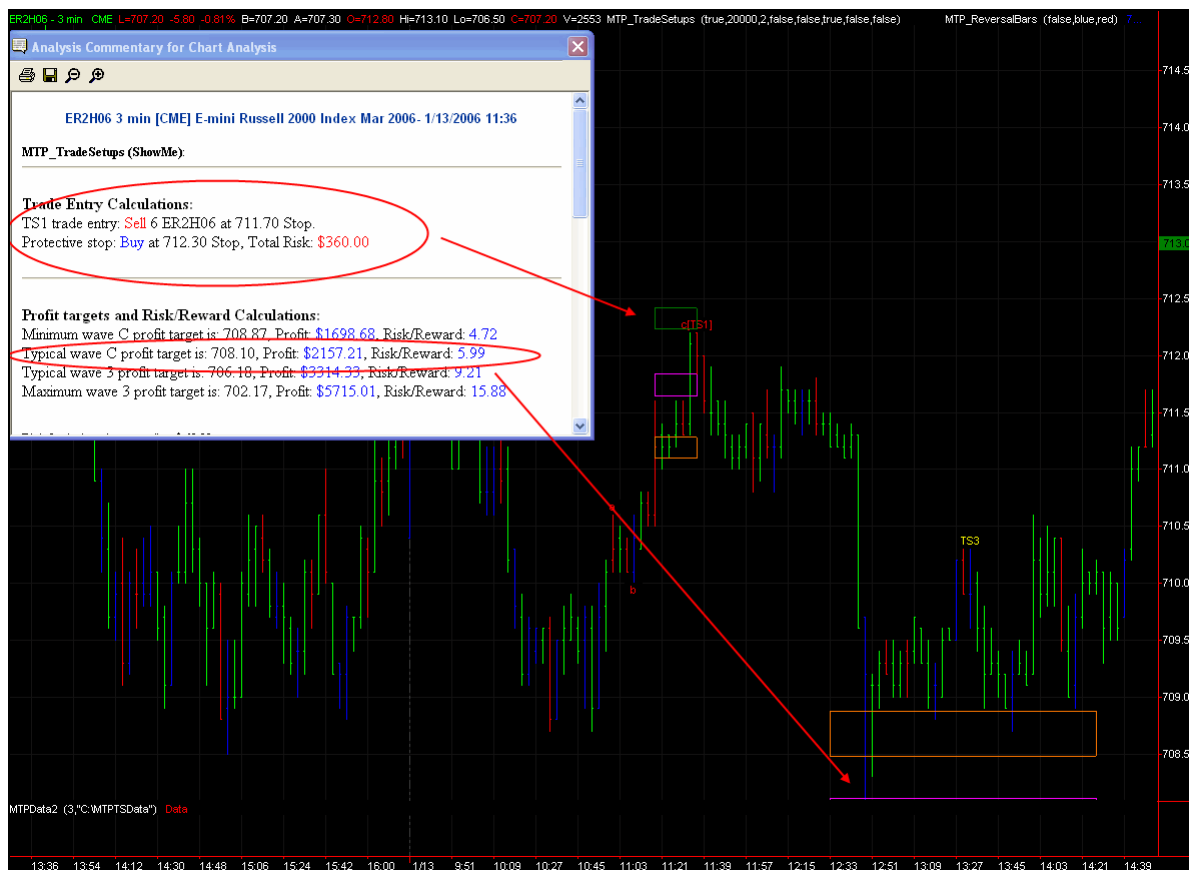 ER2H06 - 3 min CME L=707.20 -5.80 -0.81% B=707.20 A=707.30 O=712.80 Hi=713.10 Lo=706.50 C=707.20 V=2553 MTP_TradeSetups (true,20000,2,false,false,true,false,false) MTP_ReversalBars (false,blue,red) -7...
Analysis Commentary for Chart Analysis
ER2H06 3 min [CME] E-mini Russell 2000 Index Mar 2006- 1/13/2006 11:36
MTP_TradeSetups (ShowMe):
Trade Entry Calculations:
TS1 trade entry: Sell 6 ER2H06 at 711.70 Stop.
Protective stop: Buy at 712.30 Stop, Total Risk: $360.00
Profit targets and Risk/Reward Calculations:
Minimum wave C profit target is: 708.87, Profit: $1698.68, Risk/Reward: 4.72
Typical wave C profit target is: 708.10, Profit: $2157.21, Risk/Reward: 5.99
Typical wave 3 profit target is: 706.18, Profit: $3314.33, Risk/Reward: 9.21
Maximum wave 3 profit target is: 702.17, Profit: $5715.01, Risk/Reward: 15.88
714.5
714.0
713.5
713.0
712.5
c[TS1]
712.0
711.5
711.0
a
710.5
TS3
b
710.0
709.5
709.0
708.5
MTPData2 (3,"C:\MTPTSData") Data
13:36 13:54 14:12 14:30 14:48 15:06 15:24 15:42 16:00 1/13 9:51 10:09 10:27 10:45 11:03 11:21 11:39 11:57 12:15 12:33 12:51 13:09 13:27 13:45 14:03 14:21 14:39